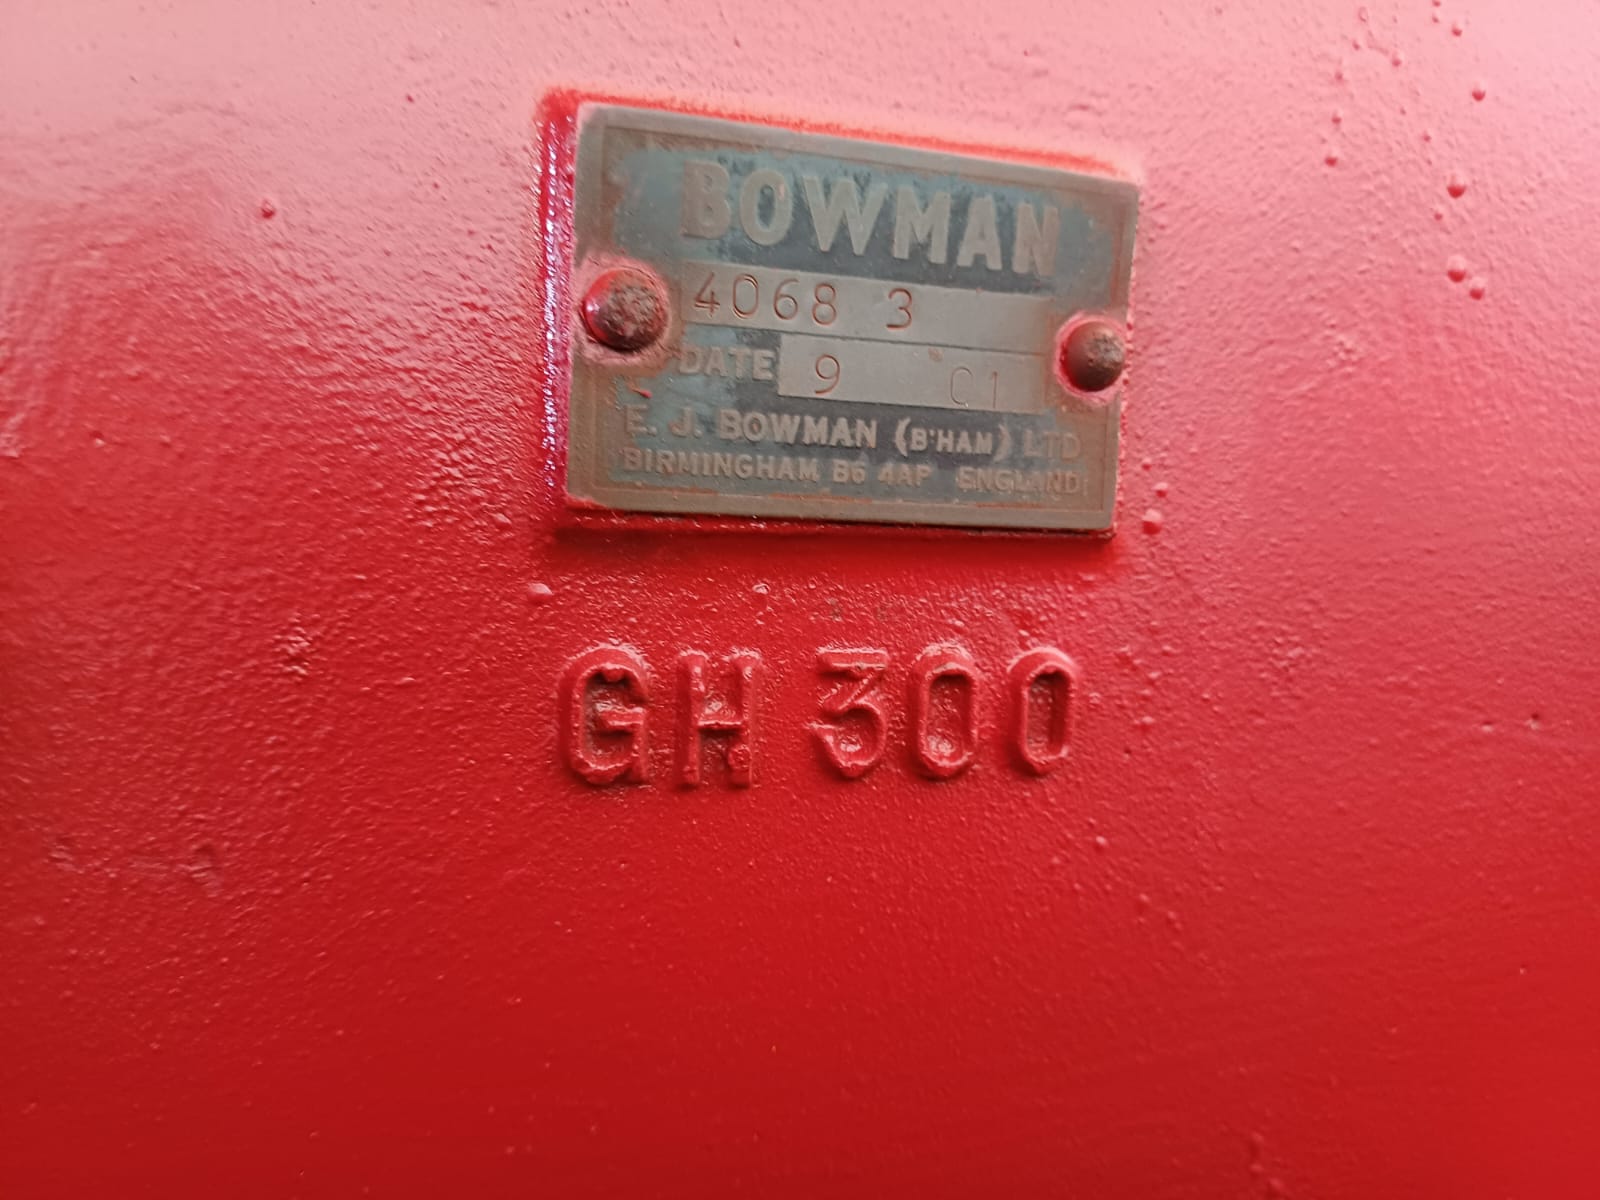 BOWMAN
4068 3
DATE 9 01
E. J. BOWMAN (B'HAM) LTD
BIRMINGHAM B6 4AP ENGLAND
GH 300